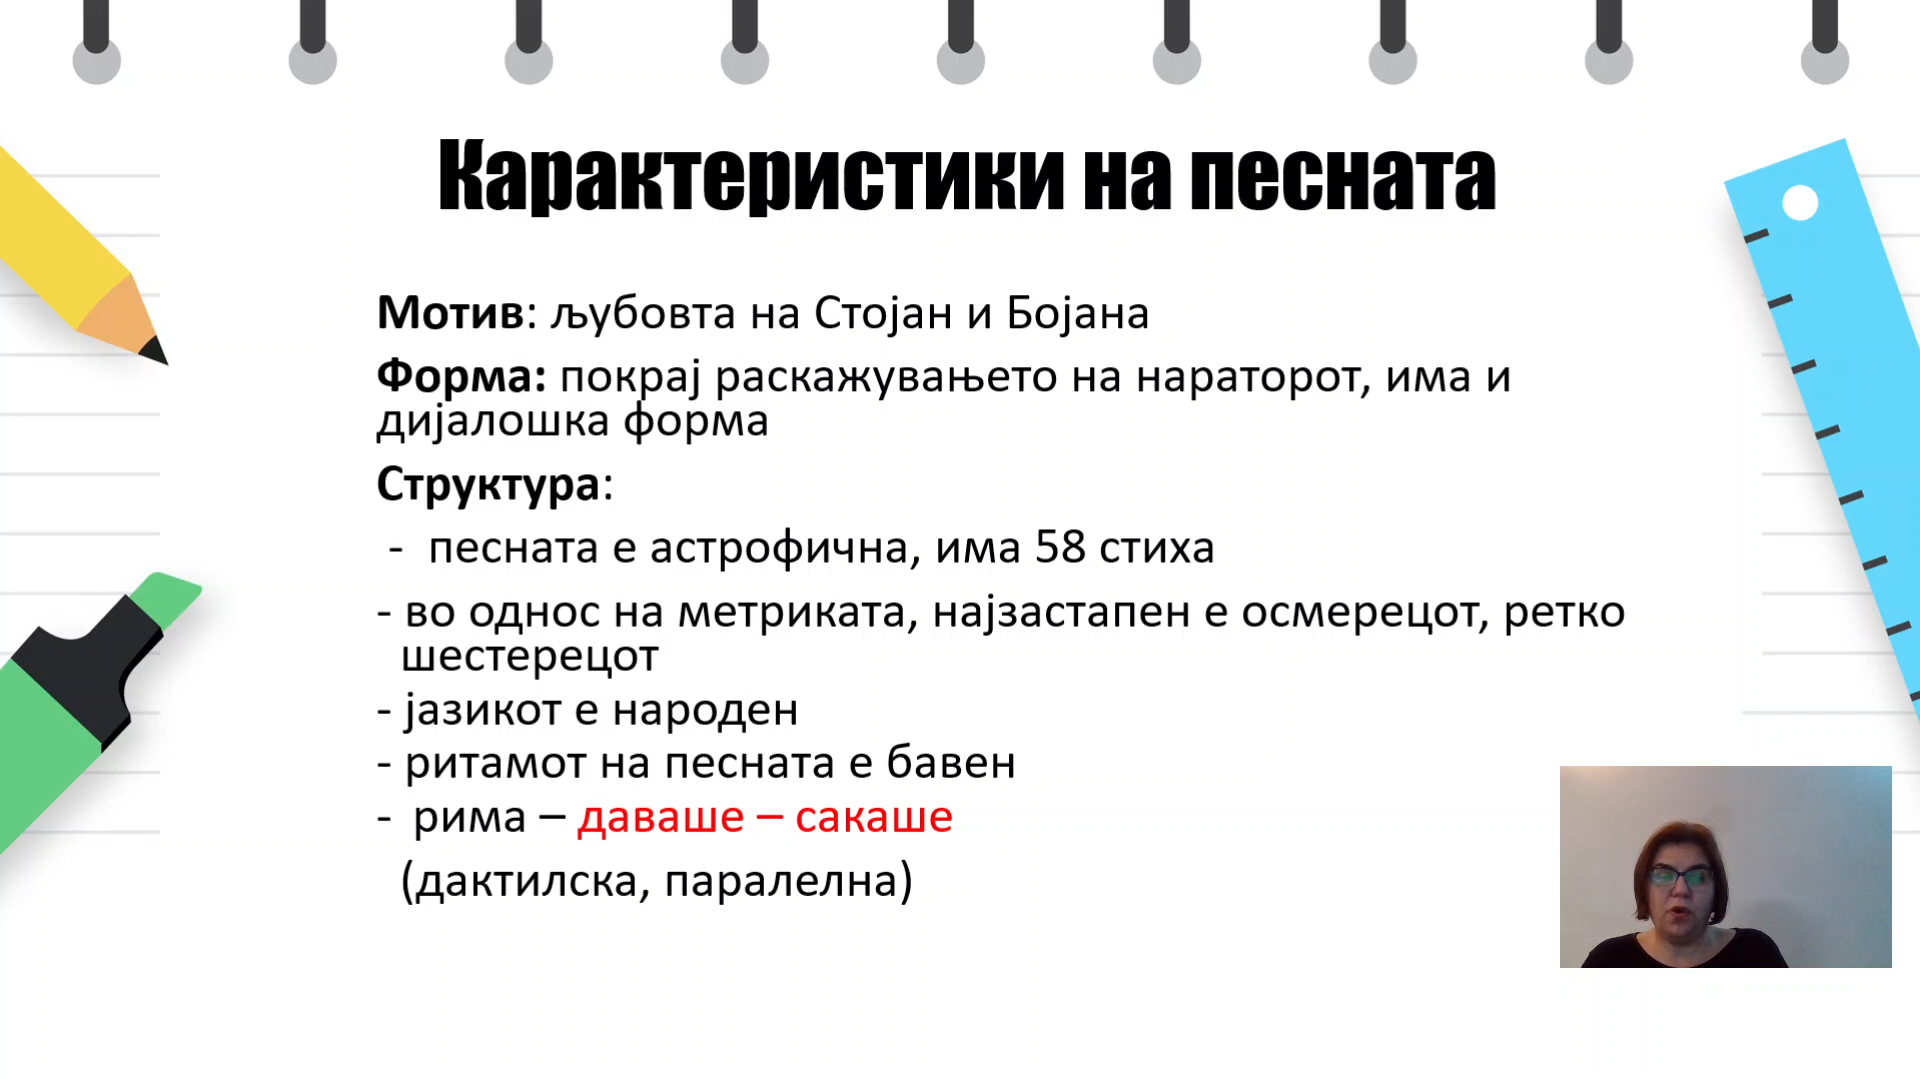 Карактеристики на песната
Мотив: љубовта на Стојан и Бојана
Форма: покрај раскажувањето на нараторот, има и
дијалошка форма
Структура:
- песната е астрофична, има 58 стиха
- во однос на метриката, најзастапен е осмерецот, ретко
шестерецот
- јазикот е народен
- ритамот на песната е бавен
- рима – даваше – сакаше
(дактилска, паралелна)